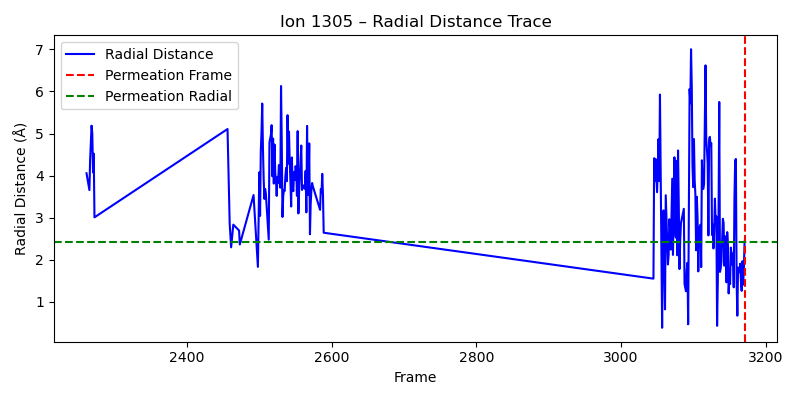 Ion 1305 – Radial Distance Trace
Radial Distance
Permeation Frame
Permeation Radial
Radial Distance (Å)
7
6
5
4
3
2
1
2400 2600 2800 3000 3200
Frame